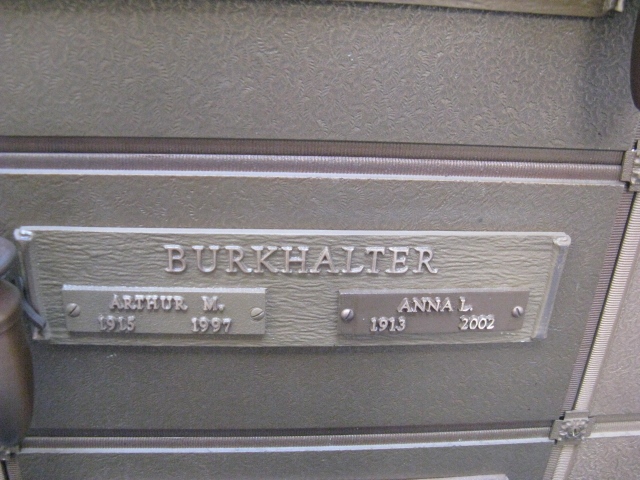 BURKHALTER
ARTHUR M.
1915 1997
ANNA L.
1913 2002